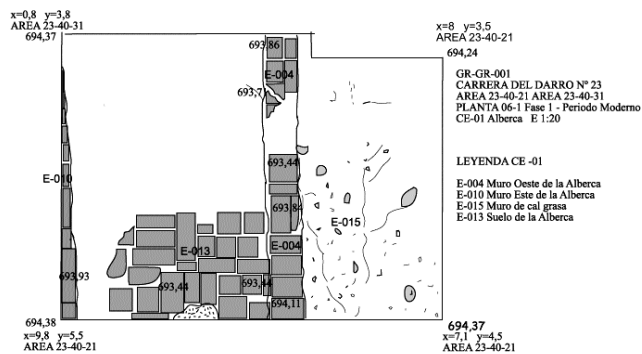 x=0,8 y=3,8
AREA 23-40-31
694,37
x=8 y=3,5
AREA 23-40-21
694,24
693,86
E-004
693,7
GR-GR-001
CARRERA DEL DARRO Nº 23
AREA 23-40-21 AREA 23-40-31
PLANTA 06-1 Fase 1 - Periodo Moderno
CE-01 Alberca E 1:20
LEYENDA CE -01
E-004 Muro Oeste de la Alberca
E-010 Muro Este de la Alberca
E-015 Muro de cal grasa
E-013 Suelo de la Alberca
693,44
E-010
693,84
E-015
E-004
E-013
693,93
693,44
693,44
694,11
694,38
x=9,8 y=5,5
AREA 23-40-21
694,37
x=7,1 y=4,5
AREA 23-40-21